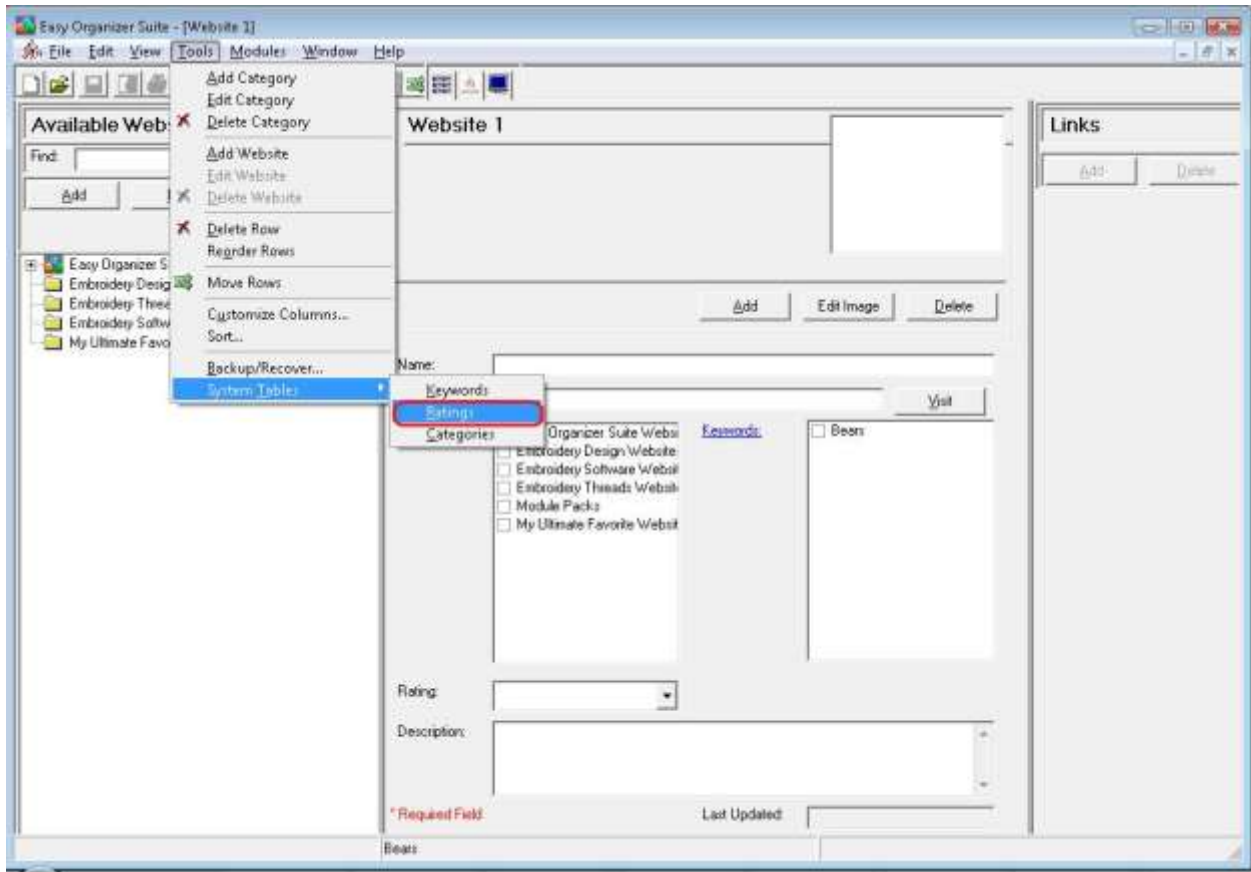 Easy Organizer Suite - [Website 1]
File Edit View Tools Modules Window Help
Add Category
Edit Category
Delete Category
Add Website
Edit Website
Delete Website
Delete Row
Reorder Rows
Move Rows
Customize Columns...
Sort...
Backup/Recover...
System Tables
Keywords
Ratings
Categories
Available Web
Find:
Add
Easy Organizer S
Embroidery Desig
Embroidery Threa
Embroidery Softw
My Ultimate Favo
Website 1
Add Edit Image Delete
Name:
Visit
Organizer Suite Websi
Embroidery Design Website
Embroidery Software Websit
Embroidery Threads Websit
Module Packs
My Ultimate Favorite Websit
Keywords:
Bears
Rating:
Description:
* Required Field
Last Updated:
Links
Add Delete
Bears